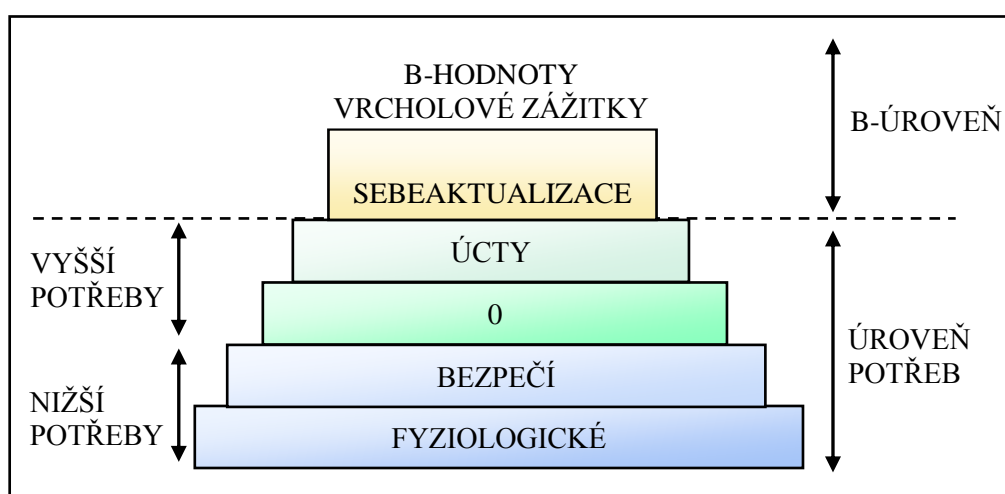 B-HODNOTY
VRCHOLOVÉ ZÁŽITKY
B-ÚROVEŇ
SEBEAKTUALIZACE
VYŠŠÍ
POTŘEBY
ÚCTY
0
ÚROVEŇ
POTŘEB
BEZPEČÍ
NIŽŠÍ
POTŘEBY
FYZIOLOGICKÉ